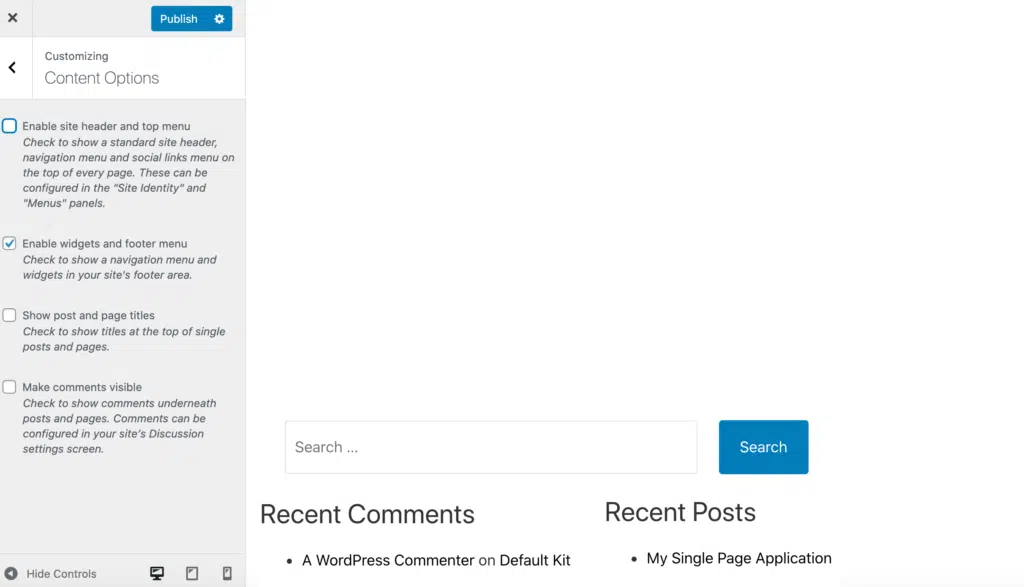 Publish
Customizing
Content Options
Enable site header and top menu
Check to show a standard site header,
navigation menu and social links menu on
the top of every page. These can be
configured in the "Site Identity" and
"Menus" panels.
Enable widgets and footer menu
Check to show a navigation menu and
widgets in your site's footer area.
Show post and page titles
Check to show titles at the top of single
posts and pages.
Make comments visible
Check to show comments underneath
posts and pages. Comments can be
configured in your site's Discussion
settings screen.
Hide Controls
Search ...
Search
Recent Comments
A WordPress Commenter on Default Kit
Recent Posts
My Single Page Application